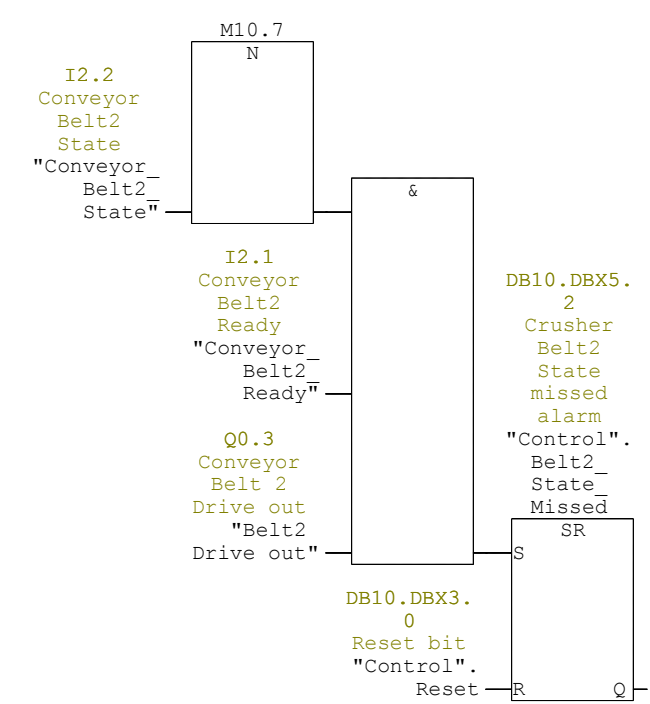 M10.7
N
I2.2
Conveyor
Belt2
State
"Conveyor_
Belt2_
State"
&
I2.1
Conveyor
Belt2
Ready
"Conveyor_
Belt2_
Ready"
Q0.3
Conveyor
Belt 2
Drive out
"Belt2
Drive out"
DB10.DBX5.
2
Crusher
Belt2
State
missed
alarm
"Control".
Belt2_
State_
Missed
SR
S
DB10.DBX3.
0
Reset bit
"Control".
Reset
R
Q